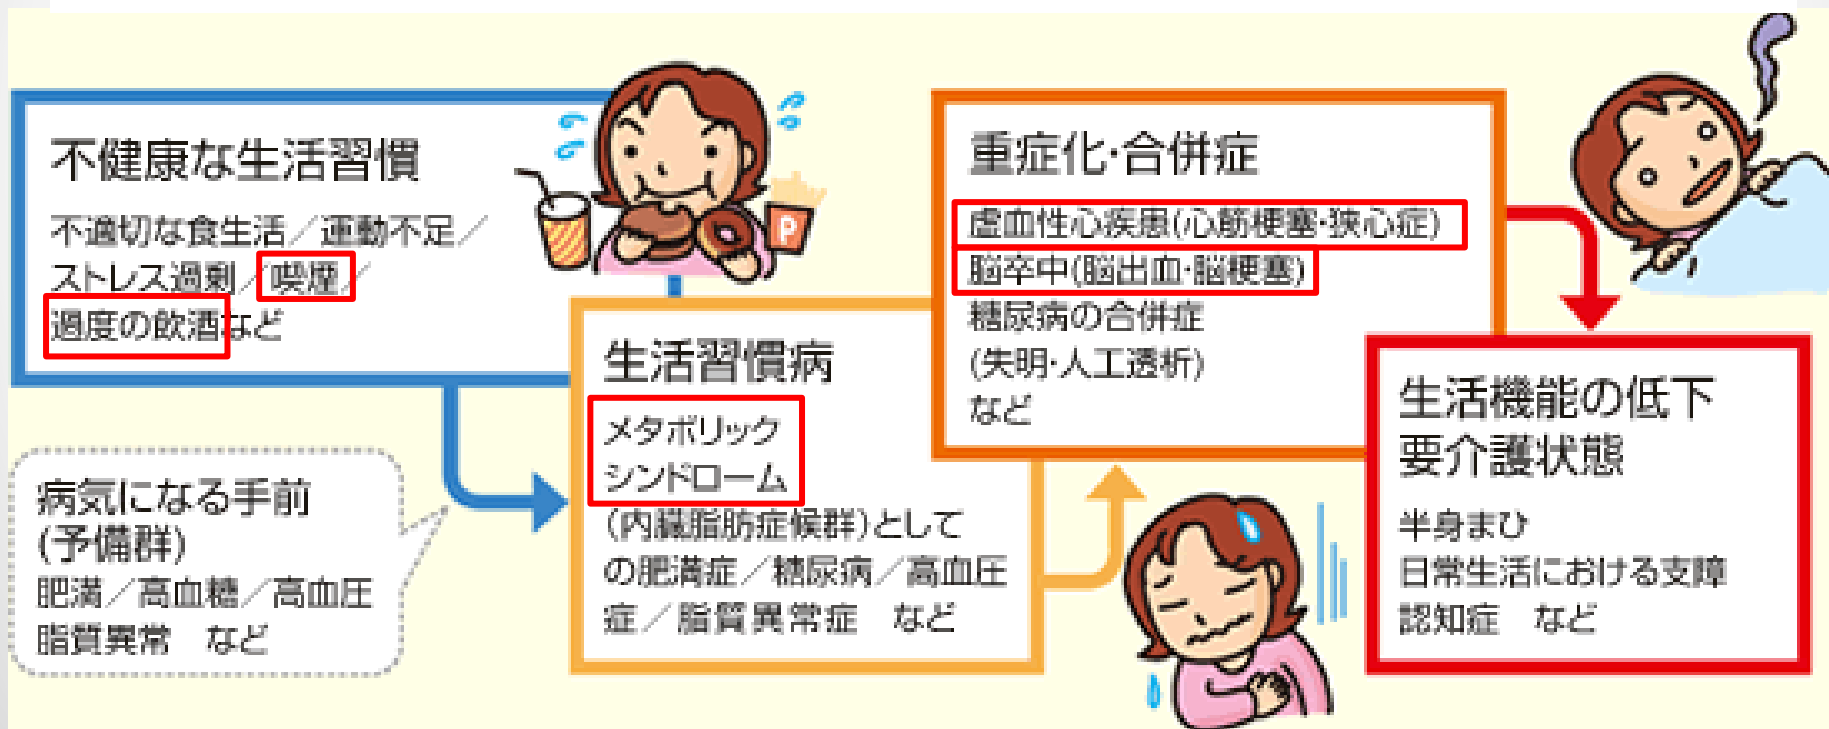 不健康な生活習慣
不適切な食生活／運動不足／
ストレス過剰／喫煙／
過度の飲酒など
病気になる手前
(予備群)
肥満／高血糖／高血圧
脂質異常　など
生活習慣病
メタボリック
シンドローム
(内臓脂肪症候群)として
の肥満症／糖尿病／高血圧
症／脂質異常症　など
重症化・合併症
虚血性心疾患(心筋梗塞・狭心症)
脳卒中(脳出血・脳梗塞)
糖尿病の合併症
(失明・人工透析)
など
生活機能の低下
要介護状態
半身まひ
日常生活における支障
認知症　など
P